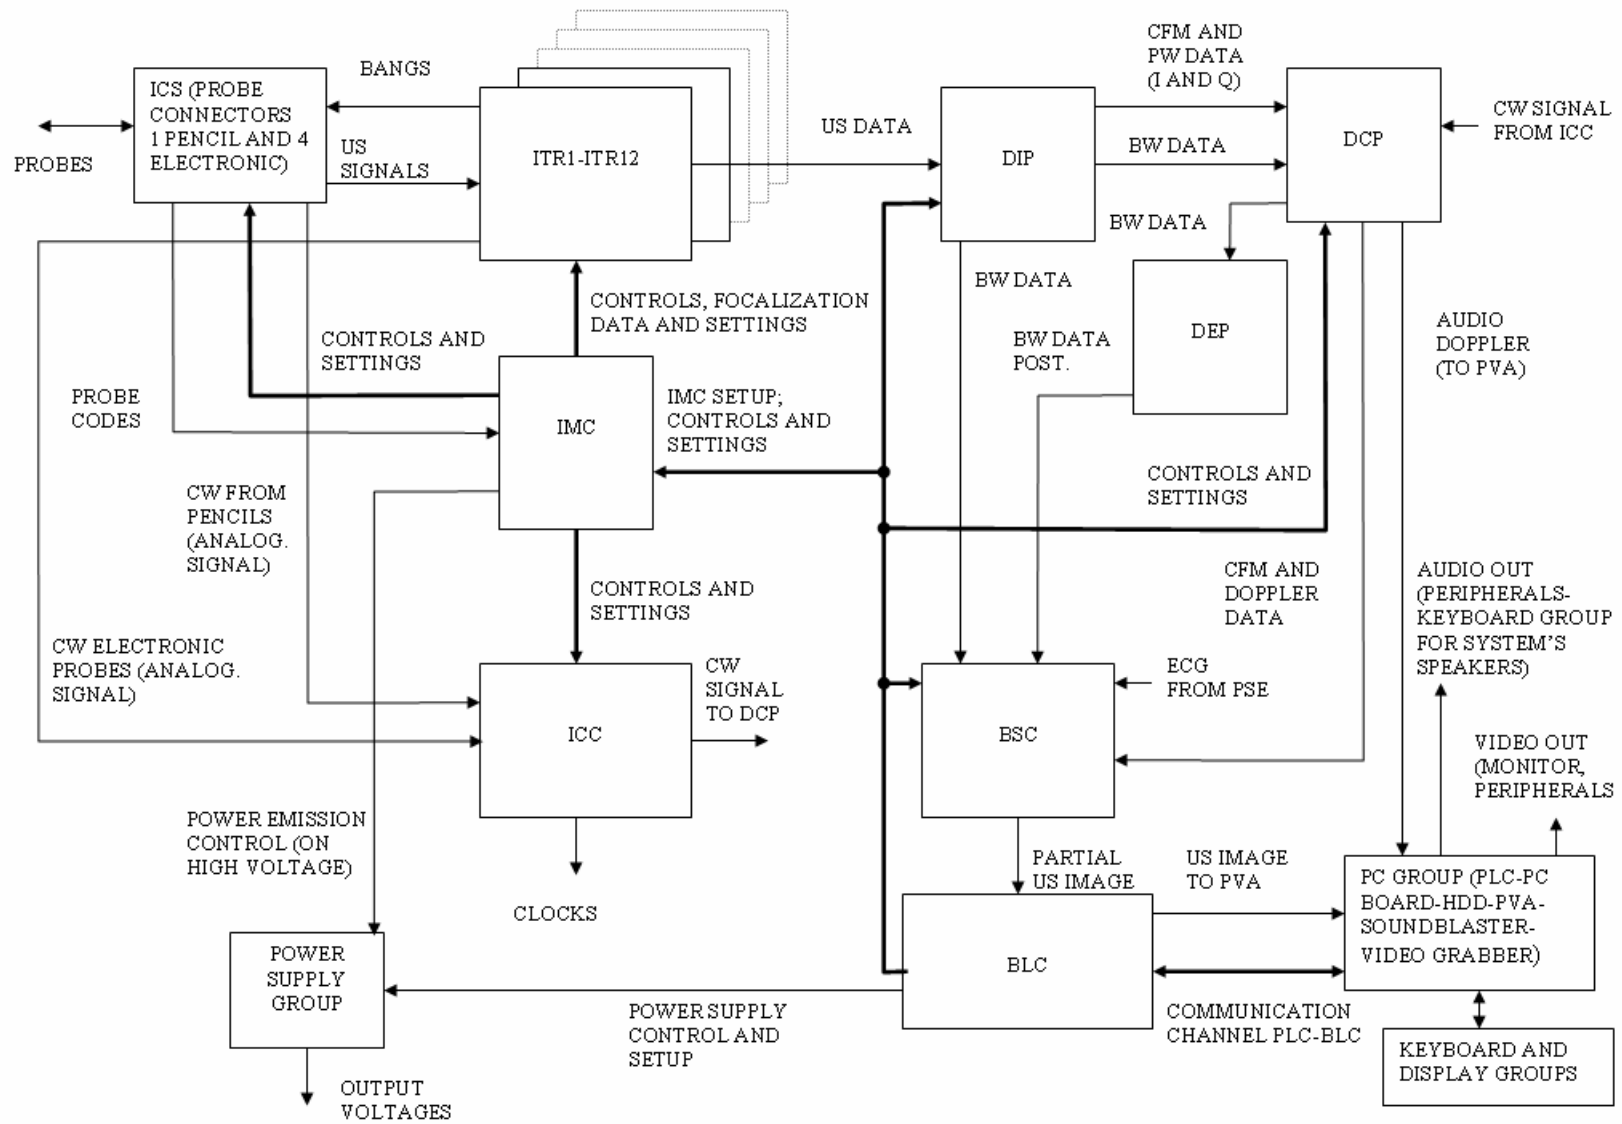 CFM AND
PW DATA
(I AND Q)
BANGS
ICS (PROBE
CONNECTORS
1 PENCIL AND 4
ELECTRONIC)
PROBES
US
SIGNALS
ITR1-ITR12
US DATA
DIP
BW DATA
DCP
CW SIGNAL
FROM ICC
BW DATA
BW DATA
DEP
CONTROLS, FOCALIZATION
DATA AND SETTINGS
CONTROLS AND
SETTINGS
BW DATA
POST.
AUDIO
DOPPLER
(TO PVA)
PROBE
CODES
IMC
IMC SETUP;
CONTROLS AND
SETTINGS
CONTROLS AND
SETTINGS
CW FROM
PENCILS
(ANALOG.
SIGNAL)
CONTROLS AND
SETTINGS
CFM AND
DOPPLER
DATA
AUDIO OUT
(PERIPHERALS-
KEYBOARD GROUP
FOR SYSTEM'S
SPEAKERS)
CW ELECTRONIC
PROBES (ANALOG.
SIGNAL)
CW
SIGNAL
TO DCP
ECG
FROM PSE
ICC
BSC
VIDEO OUT
(MONITOR,
PERIPHERALS
POWER EMISSION
CONTROL (ON
HIGH VOLTAGE)
CLOCKS
PARTIAL
US IMAGE
US IMAGE
TO PVA
PC GROUP (PLC-PC
BOARD-HDD-PVA-
SOUNDBLASTER-
VIDEO GRABBER)
POWER
SUPPLY
GROUP
BLC
POWER SUPPLY
CONTROL AND
SETUP
COMMUNICATION
CHANNEL PLC-BLC
KEYBOARD AND
DISPLAY GROUPS
OUTPUT
VOLTAGES